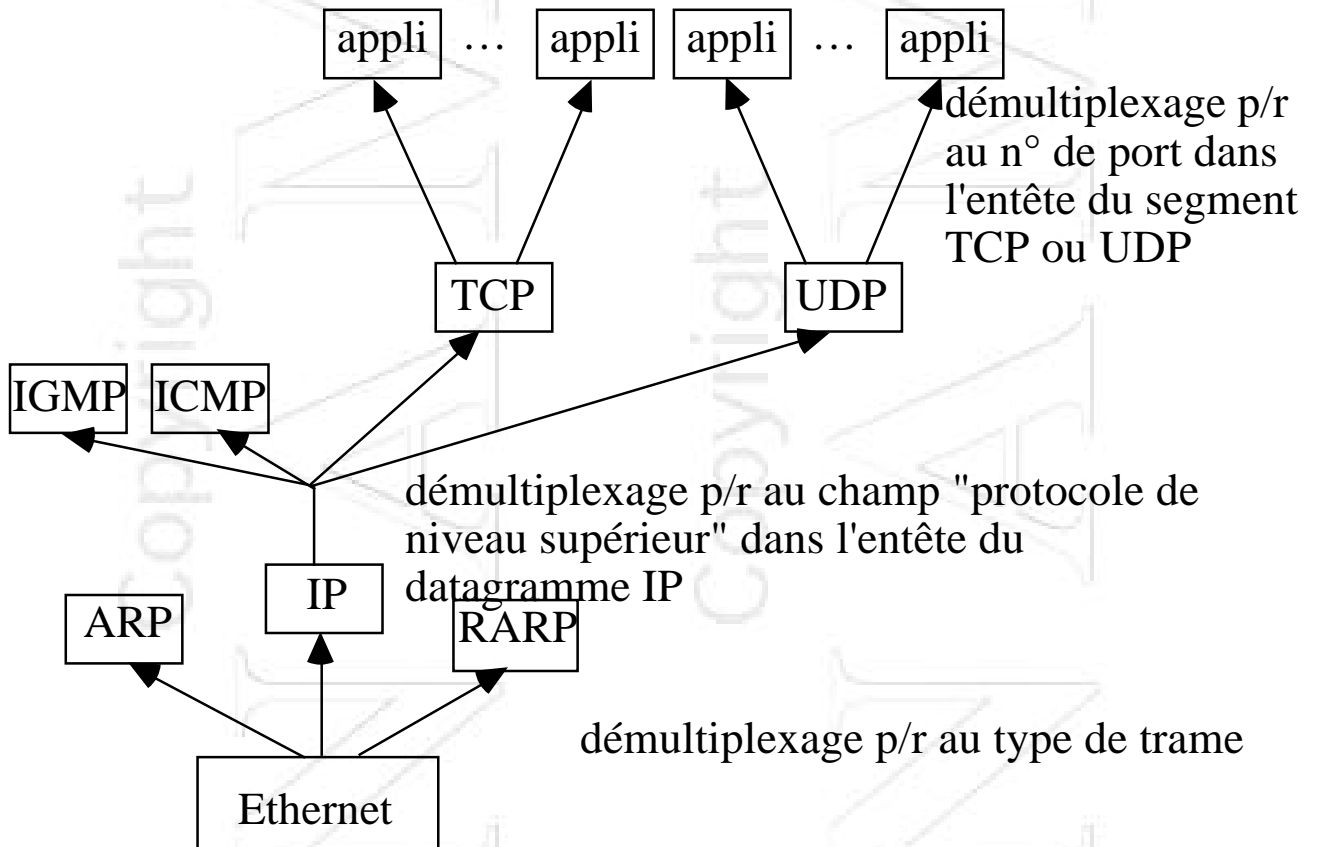 appli … appli appli … appli
démultiplexage p/r
au n° de port dans
l'entête du segment
TCP ou UDP
TCP UDP
IGMP ICMP
démultiplexage p/r au champ "protocole de
niveau supérieur" dans l'entête du
datagramme IP
IP
ARP RARP
démultiplexage p/r au type de trame
Ethernet
Copyright
Copyright